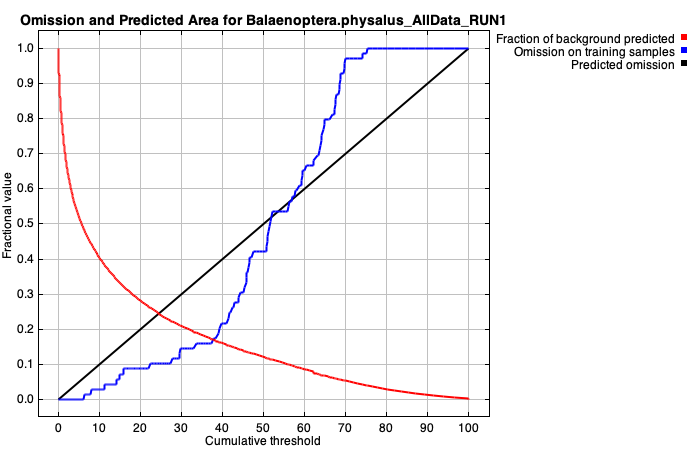 Omission and Predicted Area for Balaenoptera.physalus_AllData_RUN1
Fraction of background predicted
Omission on training samples
Predicted omission
Fractional value
1.0
0.9
0.8
0.7
0.6
0.5
0.4
0.3
0.2
0.1
0.0
0 10 20 30 40 50 60 70 80 90 100
Cumulative threshold